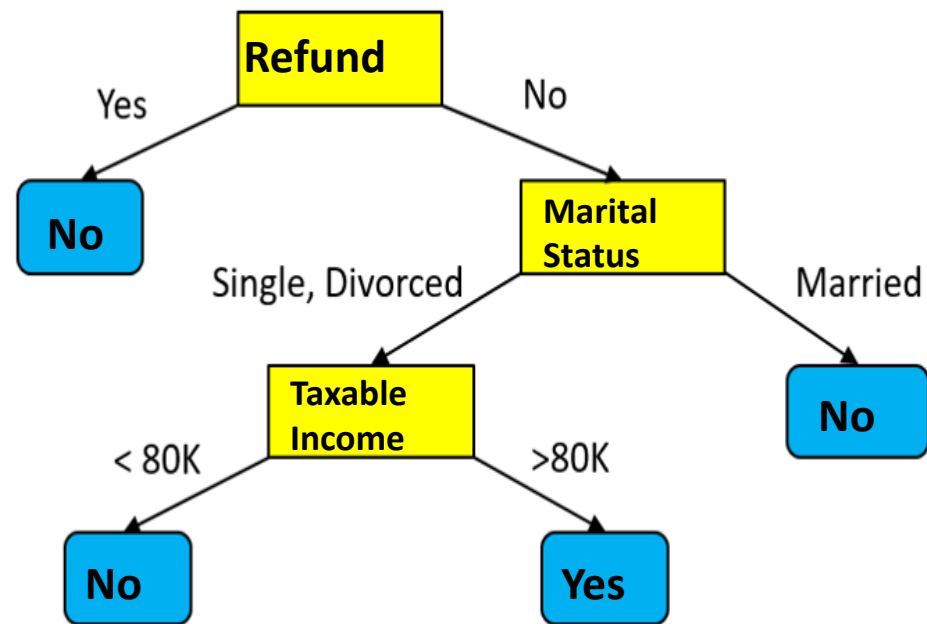 Refund
Yes
No
No
Marital
Status
Single, Divorced
Married
Taxable
Income
No
< 80K
>80K
No
Yes